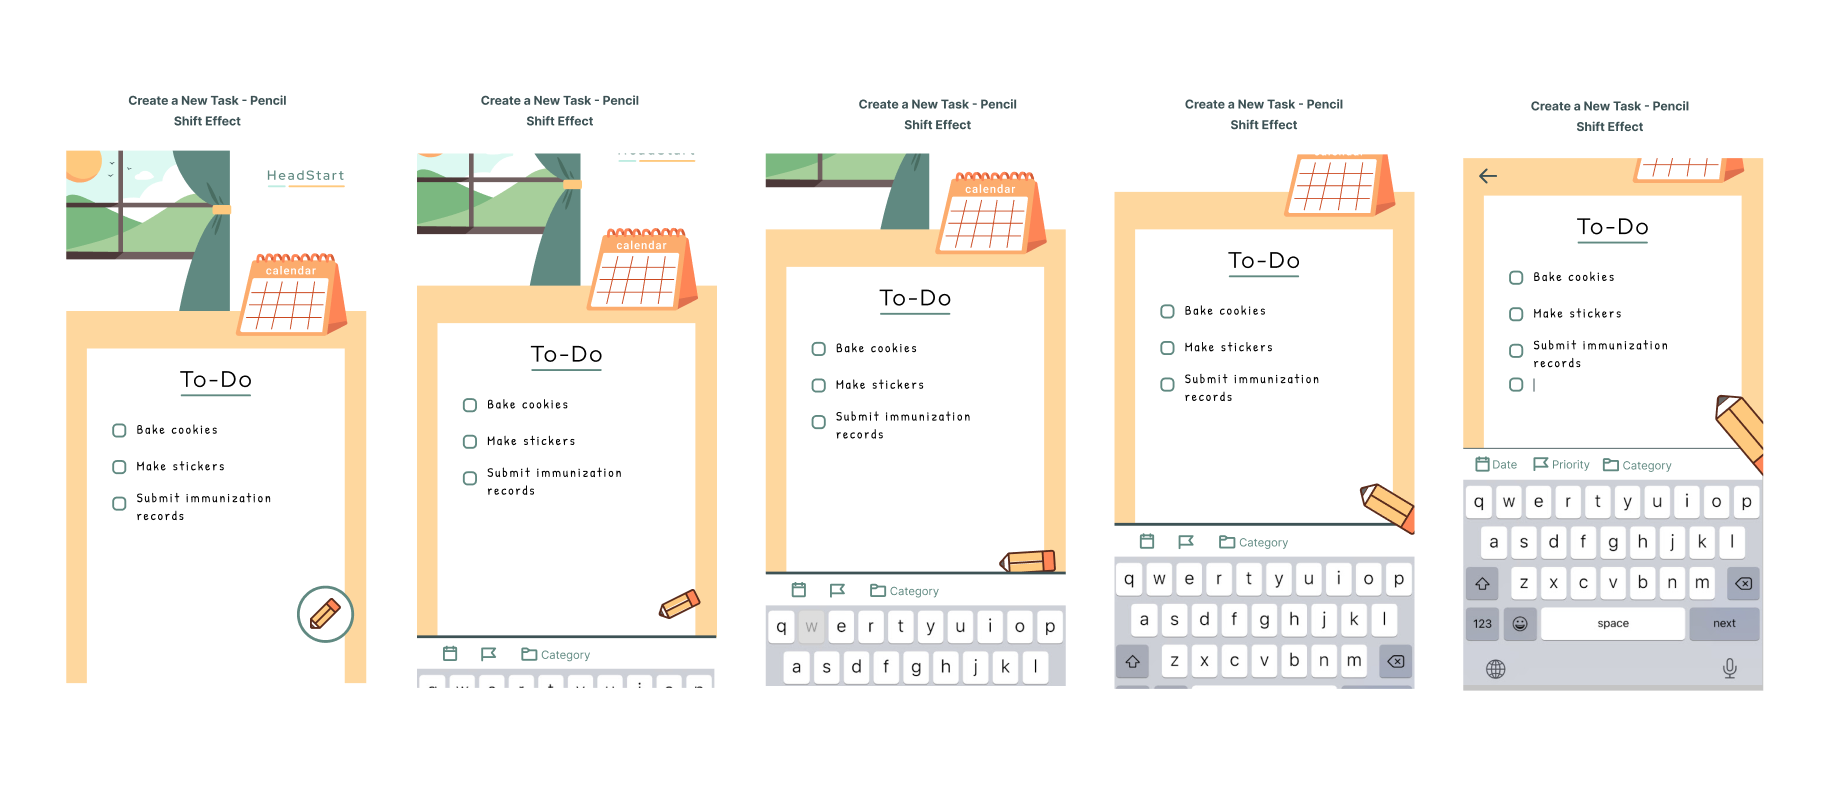 Create a New Task - Pencil
Shift Effect
HeadStart
calendar
To-Do
Bake cookies
Make stickers
Submit immunization
records
Create a New Task - Pencil
Shift Effect
HeadStart
calendar
To-Do
Bake cookies
Make stickers
Submit immunization
records
Category
Create a New Task - Pencil
Shift Effect
calendar
To-Do
Bake cookies
Make stickers
Submit immunization
records
Category
q w e r t y u i o p
a s d f g h j k l
Create a New Task - Pencil
Shift Effect
To-Do
Bake cookies
Make stickers
Submit immunization
records
Category
q w e r t y u i o p
a s d f g h j k l
z x c v b n m
Create a New Task - Pencil
Shift Effect
To-Do
Bake cookies
Make stickers
Submit immunization
records
Date Priority Category
q w e r t y u i o p
a s d f g h j k l
z x c v b n m
123 space next